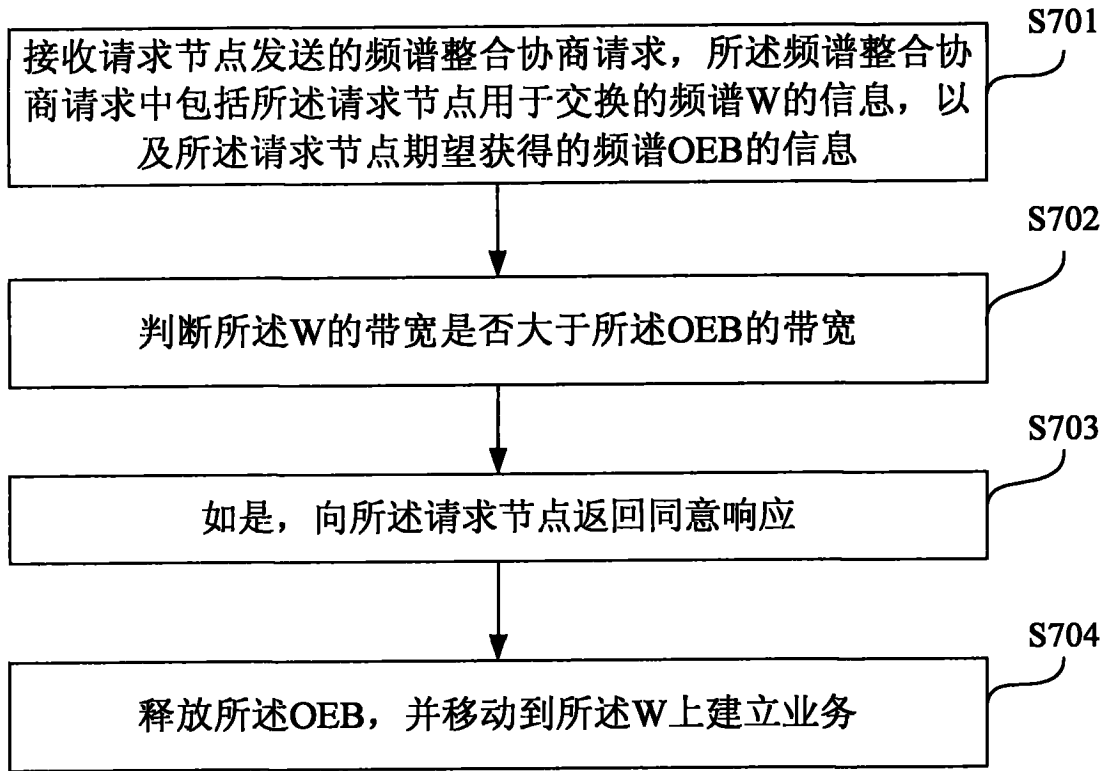 S701
接收请求节点发送的频谱整合协商请求，所述频谱整合协
商请求中包括所述请求节点用于交换的频谱W的信息，以
及所述请求节点期望获得的频谱OEB的信息
S702
判断所述W的带宽是否大于所述OEB的带宽
S703
如是，向所述请求节点返回同意响应
S704
释放所述OEB，并移动到所述W上建立业务